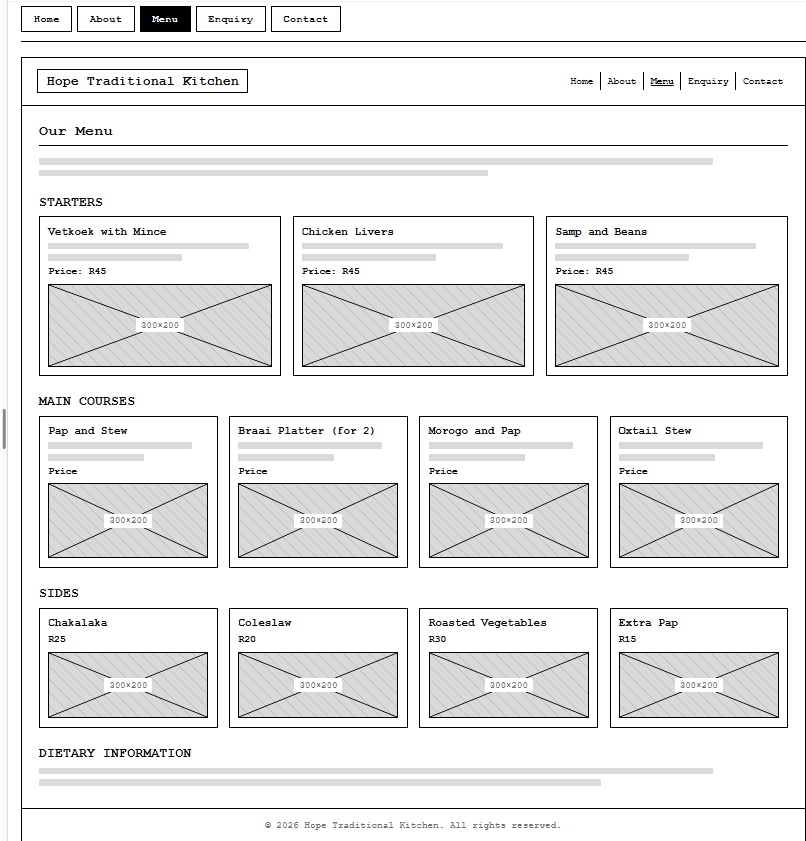 Home About Menu Enquiry Contact
Hope Traditional Kitchen Home About Menu Enquiry Contact
Our Menu
STARTERS
Vetkoek with Mince Chicken Livers Samp and Beans
Price: R45 Price: R45 Price: R45
300×200 300×200 300×200
MAIN COURSES
Pap and Stew Braai Platter (for 2) Morogo and Pap Oxtail Stew
Price Price Price Price
300×200 300×200 300×200 300×200
SIDES
Chakalaka Coleslaw Roasted Vegetables Extra Pap
R25 R20 R30 R15
300×200 300×200 300×200 300×200
DIETARY INFORMATION
© 2026 Hope Traditional Kitchen. All rights reserved.